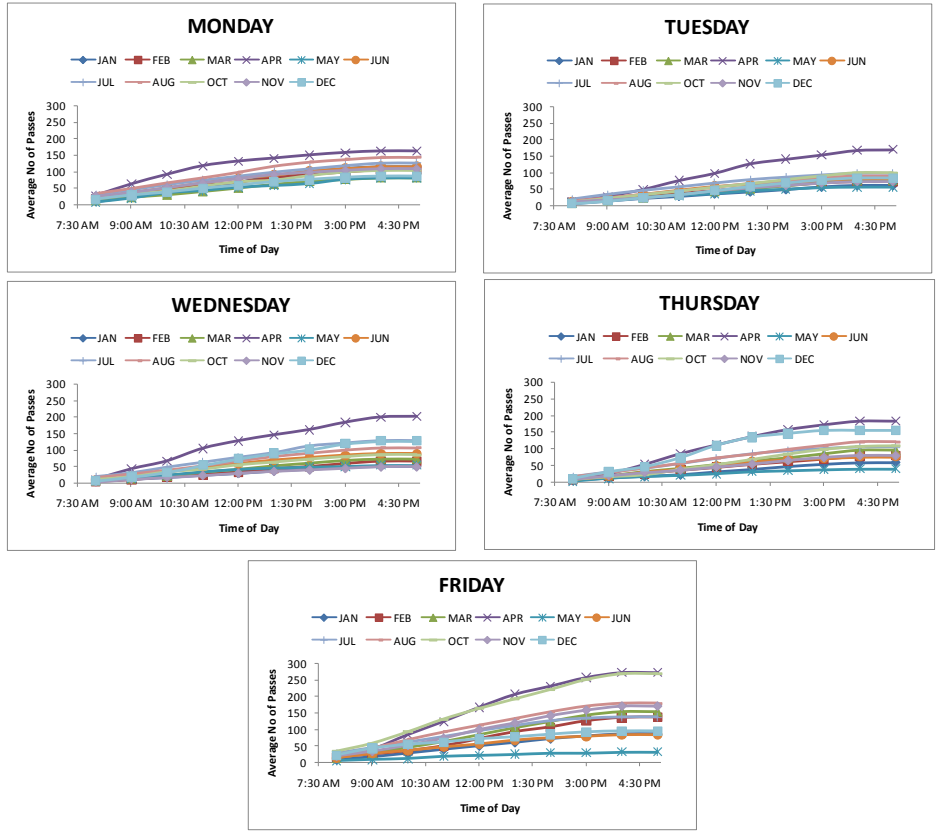 MONDAY
JAN FEB MAR APR MAY JUN
JUL AUG OCT NOV DEC
Average No of Passes
300
250
200
150
100
50
0
7:30 AM 9:00 AM 10:30 AM 12:00 PM 1:30 PM 3:00 PM 4:30 PM
Time of Day
TUESDAY
JAN FEB MAR APR MAY JUN
JUL AUG OCT NOV DEC
Average No of Passes
300
250
200
150
100
50
0
7:30 AM 9:00 AM 10:30 AM 12:00 PM 1:30 PM 3:00 PM 4:30 PM
Time of Day
WEDNESDAY
JAN FEB MAR APR MAY JUN
JUL AUG OCT NOV DEC
Average No of Passes
300
250
200
150
100
50
0
7:30 AM 9:00 AM 10:30 AM 12:00 PM 1:30 PM 3:00 PM 4:30 PM
Time of Day
THURSDAY
JAN FEB MAR APR MAY JUN
JUL AUG OCT NOV DEC
Average No of Passes
300
250
200
150
100
50
0
7:30 AM 9:00 AM 10:30 AM 12:00 PM 1:30 PM 3:00 PM 4:30 PM
Time of Day
FRIDAY
JAN FEB MAR APR MAY JUN
JUL AUG OCT NOV DEC
Average No of Passes
300
250
200
150
100
50
0
7:30 AM 9:00 AM 10:30 AM 12:00 PM 1:30 PM 3:00 PM 4:30 PM
Time of Day